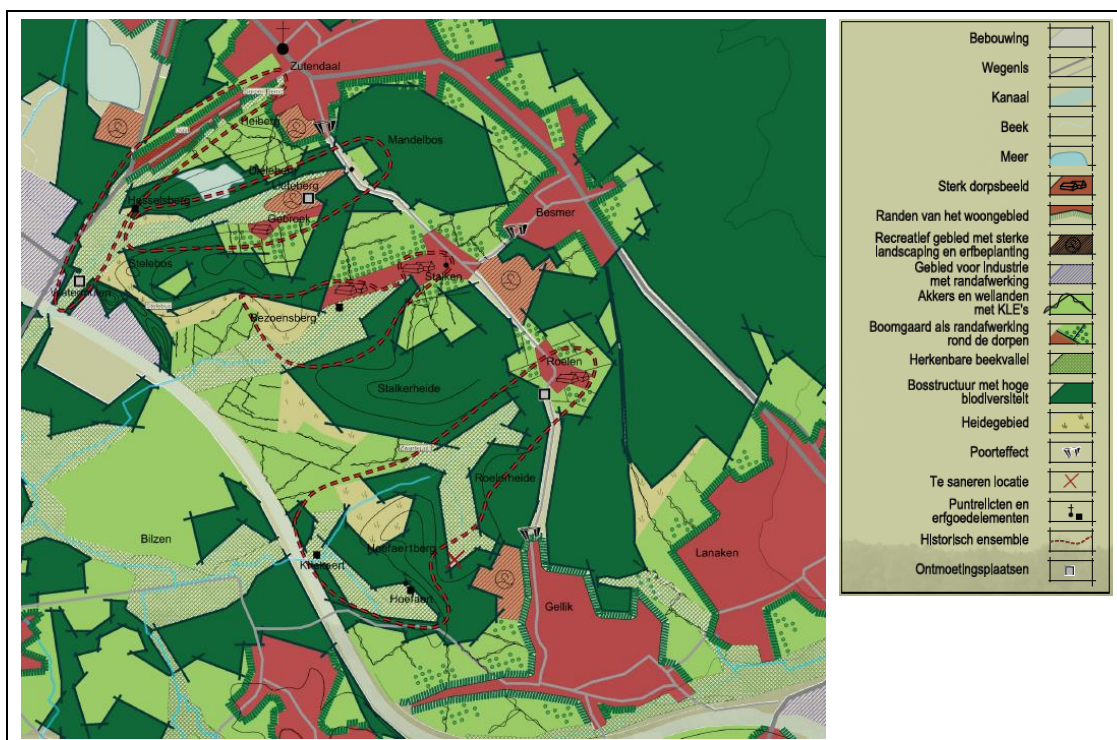 Zutendaal
Heiberg
Mandelbos
Lieteberg
Hesselsberg
Gebroek
Besmer
Stelebos
Stalken
Bezoensberg
Roelen
Stalkerheide
Roelerheide
Bilzen
Hoefaertberg
Lanaken
Hoefaert
Gellik
Bebouwing
Wegenis
Kanaal
Beek
Meer
Sterk dorpsbeeld
Randen van het woongebied
Recreatief gebied met sterke
landscaping en erfbeplanting
Gebied voor Industrie
met randafwerking
Akkers en weilanden
met KLE's
Boomgaard als randafwerking
rond de dorpen
Herkenbare beekvallei
Bosstructuur met hoge
biodiversiteit
Heidegebied
Poorteffect
Te saneren locatie
Puntrelicten en
erfgoedelementen
Historisch ensemble
Ontmoetingsplaatsen